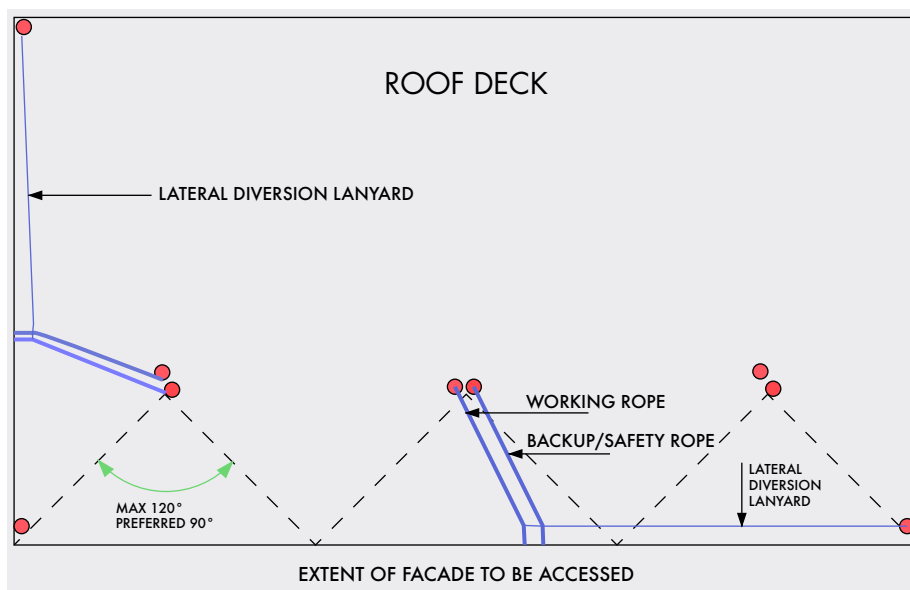 ROOF DECK
LATERAL DIVERSION LANYARD
WORKING ROPE
BACKUP/SAFETY ROPE
LATERAL
DIVERSION
LANYARD
MAX 120°
PREFERRED 90°
EXTENT OF FACADE TO BE ACCESSED